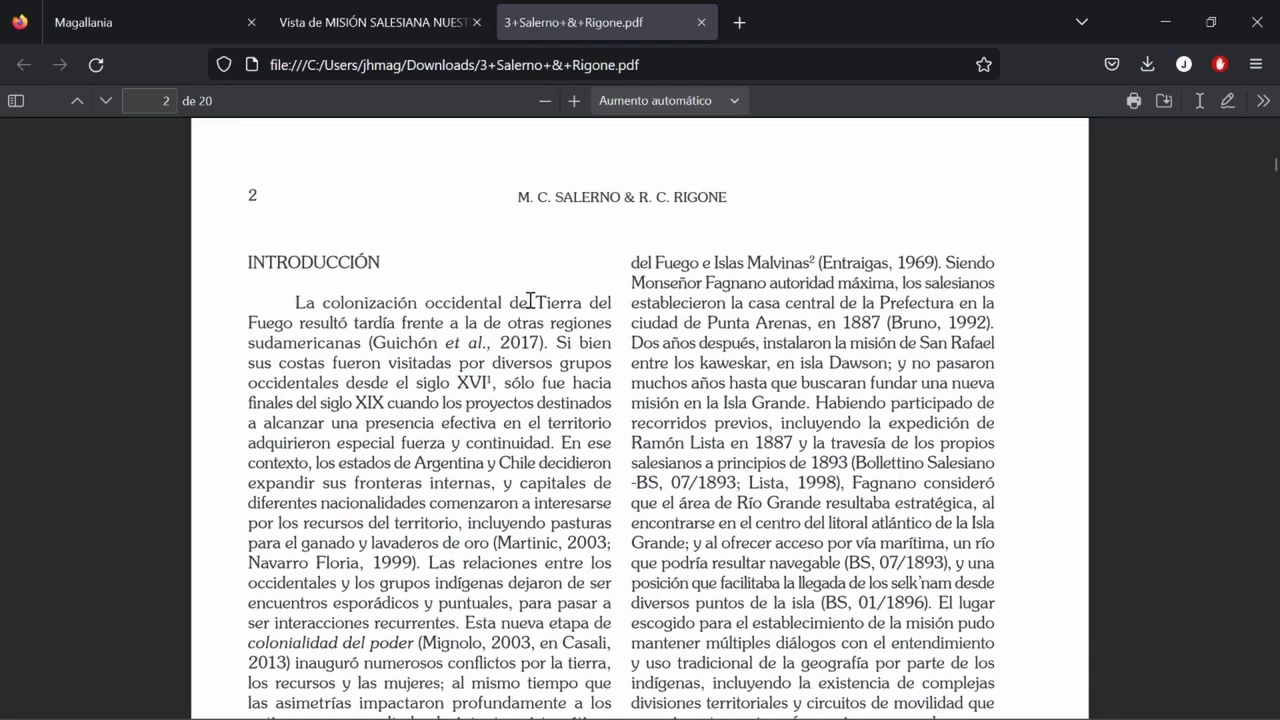 Magallania
Vista de MISIÓN SALESIANA NUEST
3+Salerno+&+Rigone.pdf
file:///C:/Users/jhmag/Downloads/3+Salerno+&+Rigone.pdf
J
2 de 20
Aumento automático
2
M. C. SALERNO & R. C. RIGONE
INTRODUCCIÓN
La colonización occidental de Tierra del
Fuego resultó tardía frente a la de otras regiones
sudamericanas (Guichón et al., 2017). Si bien
sus costas fueron visitadas por diversos grupos
occidentales desde el siglo XVI¹, sólo fue hacia
finales del siglo XIX cuando los proyectos destinados
a alcanzar una presencia efectiva en el territorio
adquirieron especial fuerza y continuidad. En ese
contexto, los estados de Argentina y Chile decidieron
expandir sus fronteras internas, y capitales de
diferentes nacionalidades comenzaron a interesarse
por los recursos del territorio, incluyendo pasturas
para el ganado y lavaderos de oro (Martinic, 2003;
Navarro Floria, 1999). Las relaciones entre los
occidentales y los grupos indígenas dejaron de ser
encuentros esporádicos y puntuales, para pasar a
ser interacciones recurrentes. Esta nueva etapa de
colonialidad del poder (Mignolo, 2003, en Casali,
2013) inauguró numerosos conflictos por la tierra,
los recursos y las mujeres; al mismo tiempo que
las asimetrías impactaron profundamente a los
del Fuego e Islas Malvinas² (Entraigas, 1969). Siendo
Monseñor Fagnano autoridad máxima, los salesianos
establecieron la casa central de la Prefectura en la
ciudad de Punta Arenas, en 1887 (Bruno, 1992).
Dos años después, instalaron la misión de San Rafael
entre los kaweskar, en isla Dawson; y no pasaron
muchos años hasta que buscaran fundar una nueva
misión en la Isla Grande. Habiendo participado de
recorridos previos, incluyendo la expedición de
Ramón Lista en 1887 y la travesía de los propios
salesianos a principios de 1893 (Bollettino Salesiano
-BS, 07/1893; Lista, 1998), Fagnano consideró
que el área de Río Grande resultaba estratégica, al
encontrarse en el centro del litoral atlántico de la Isla
Grande; y al ofrecer acceso por vía marítima, un río
que podría resultar navegable (BS, 07/1893), y una
posición que facilitaba la llegada de los selk'nam desde
diversos puntos de la isla (BS, 01/1896). El lugar
escogido para el establecimiento de la misión pudo
mantener múltiples diálogos con el entendimiento
y uso tradicional de la geografía por parte de los
indígenas, incluyendo la existencia de complejas
divisiones territoriales y circuitos de movilidad que